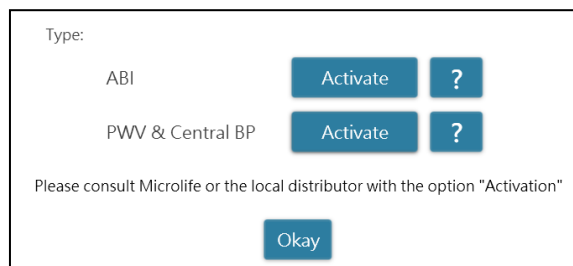 Type:
ABI Activate ?
PWV & Central BP Activate ?
Please consult Microlife or the local distributor with the option "Activation"
Okay